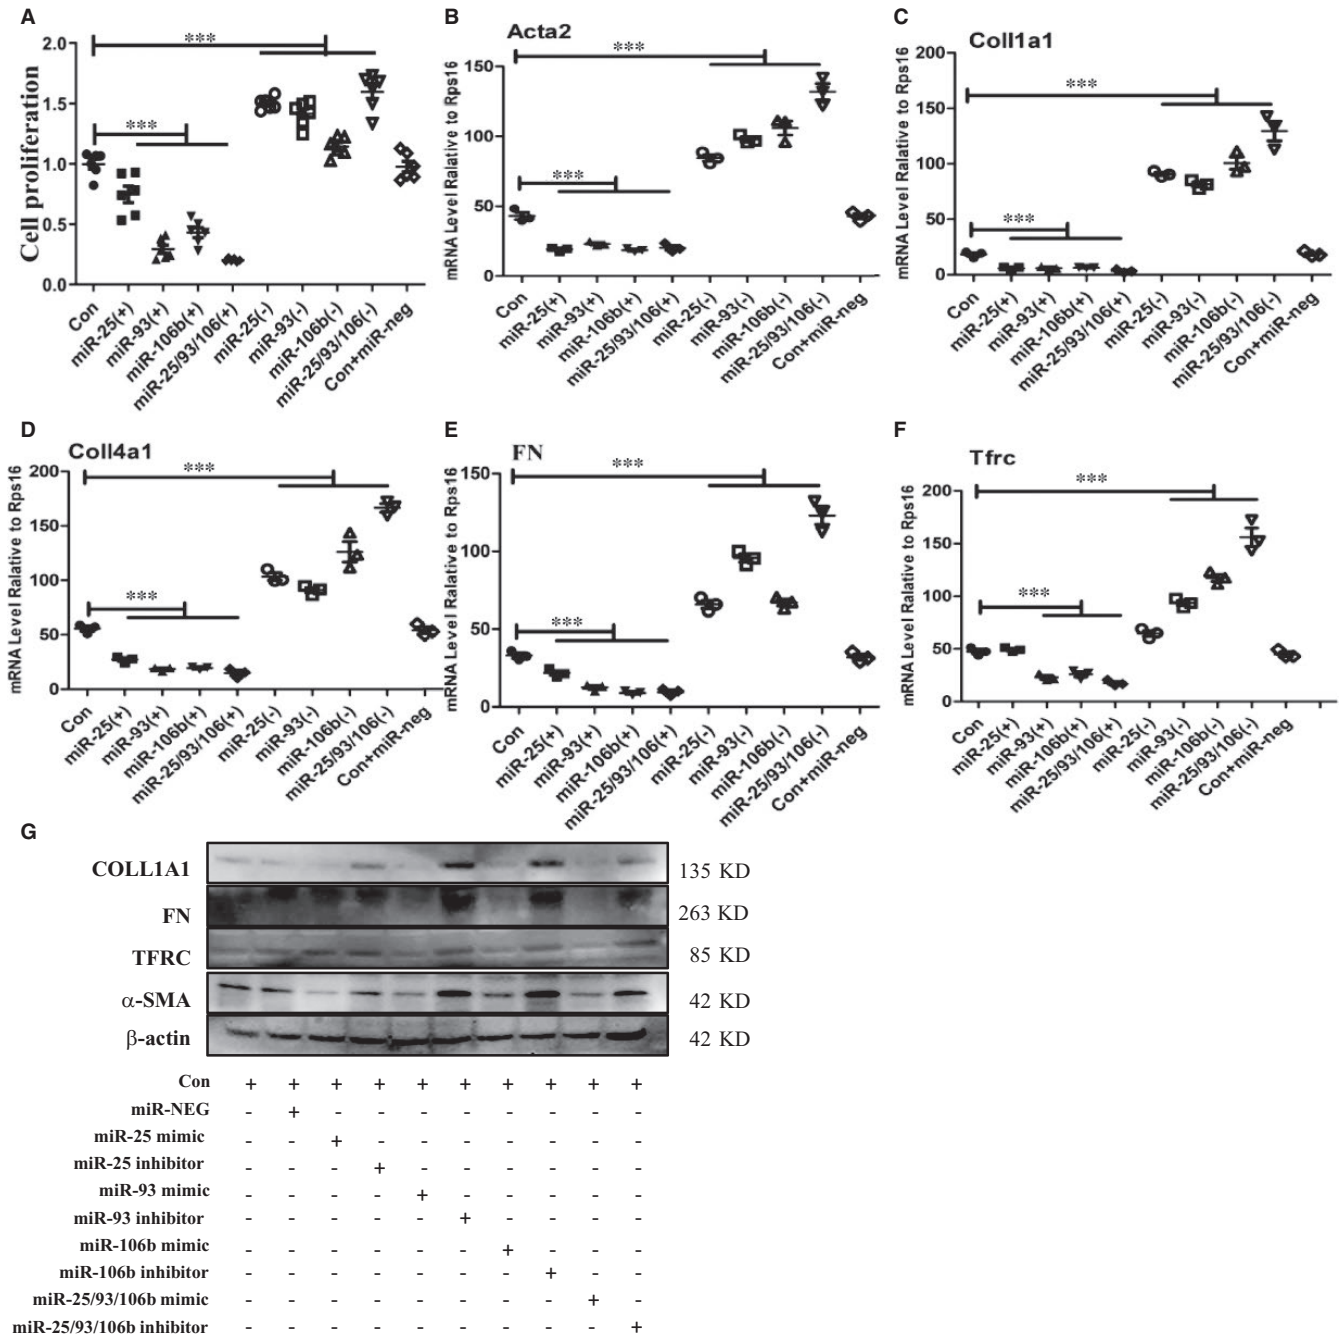 A
***
***
Cell proliferation
2.0
1.5
1.0
0.5
0.0
Con
miR-25(+)
miR-93(+)
miR-106b(+)
miR-25/93/106(+)
miR-25(-)
miR-93(-)
miR-106b(-)
miR-25/93/106(-)
Con+miR-neg
B
Acta2
***
***
mRNA Level Ralative to Rps16
150
100
50
0
Con
miR-25(+)
miR-93(+)
miR-106b(+)
miR-25/93/106(+)
miR-25(-)
miR-93(-)
miR-106b(-)
miR-25/93/106(-)
Con+miR-neg
C
Coll1a1
***
***
mRNA Level Ralative to Rps16
200
150
100
50
0
Con
miR-25(+)
miR-93(+)
miR-106b(+)
miR-25/93/106(+)
miR-25(-)
miR-93(-)
miR-106b(-)
miR-25/93/106(-)
Con+miR-neg
D
Coll4a1
***
***
mRNA Level Ralative to Rps16
200
150
100
50
0
Con
miR-25(+)
miR-93(+)
miR-106b(+)
miR-25/93/106(+)
miR-25(-)
miR-93(-)
miR-106b(-)
miR-25/93/106(-)
Con+miR-neg
E
FN
***
***
mRNA Level Ralative to Rps16
150
100
50
0
Con
miR-25(+)
miR-93(+)
miR-106b(+)
miR-25/93/106(+)
miR-25(-)
miR-93(-)
miR-106b(-)
miR-25/93/106(-)
Con+miR-neg
F
Tfrc
***
***
mRNA Level Ralative to Rps16
200
150
100
50
0
Con
miR-25(+)
miR-93(+)
miR-106b(+)
miR-25/93/106(+)
miR-25(-)
miR-93(-)
miR-106b(-)
miR-25/93/106(-)
Con+miR-neg
G
COLL1A1 135 KD
FN 263 KD
TFRC 85 KD
α-SMA 42 KD
β-actin 42 KD
Con + + + + + + + + + +
miR-NEG - + - - - - - - - -
miR-25 mimic - - + - - - - - - -
miR-25 inhibitor - - - + - - - - - -
miR-93 mimic - - - - + - - - - -
miR-93 inhibitor - - - - - + - - - -
miR-106b mimic - - - - - - + - - -
miR-106b inhibitor - - - - - - - + - -
miR-25/93/106b mimic - - - - - - - - + -
miR-25/93/106b inhibitor - - - - - - - - - +